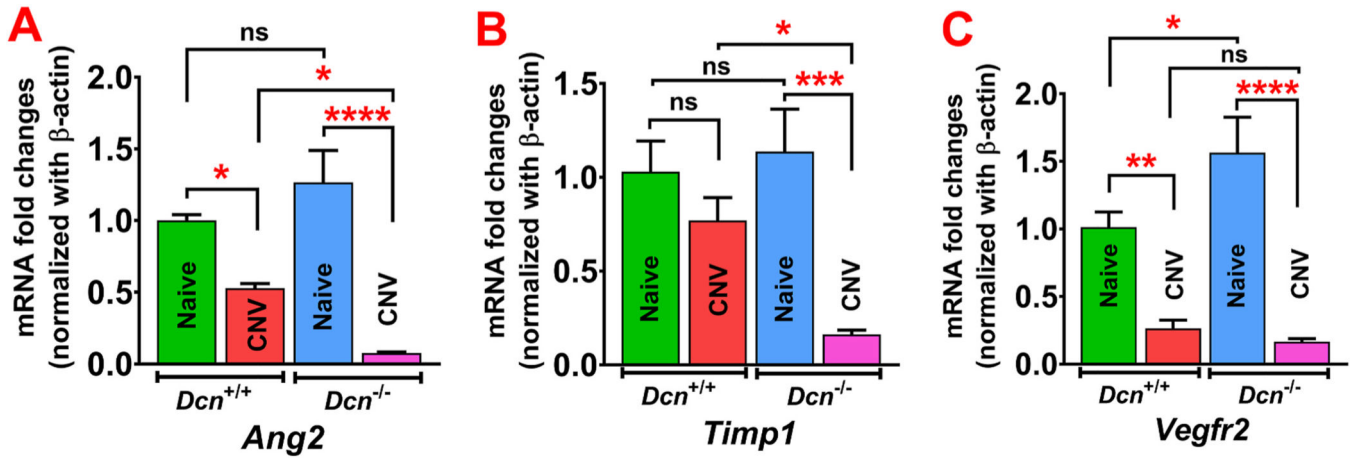 A
mRNA fold changes
(normalized with β-actin)
2.0
1.5
1.0
0.5
0.0
ns
*
****
*
Naive
CNV
Naive
CNV
Dcn+/+
Dcn-/-
Ang2
B
mRNA fold changes
(normalized with β-actin)
1.5
1.0
0.5
0.0
*
ns
***
ns
Naive
CNV
Naive
CNV
Dcn+/+
Dcn-/-
Timp1
C
mRNA fold changes
(normalized with β-actin)
2.0
1.5
1.0
0.5
0.0
*
ns
****
**
Naive
CNV
Naive
CNV
Dcn+/+
Dcn-/-
Vegfr2